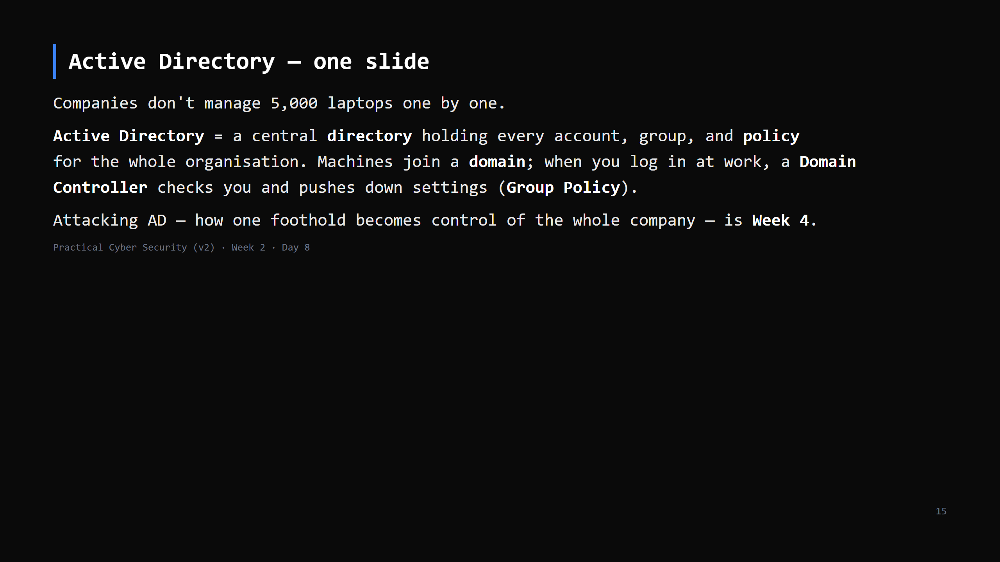 Active Directory — one slide
Companies don't manage 5,000 laptops one by one.
Active Directory = a central directory holding every account, group, and policy
for the whole organisation. Machines join a domain; when you log in at work, a Domain
Controller checks you and pushes down settings (Group Policy).
Attacking AD — how one foothold becomes control of the whole company — is Week 4.
Practical Cyber Security (v2) · Week 2 · Day 8
15